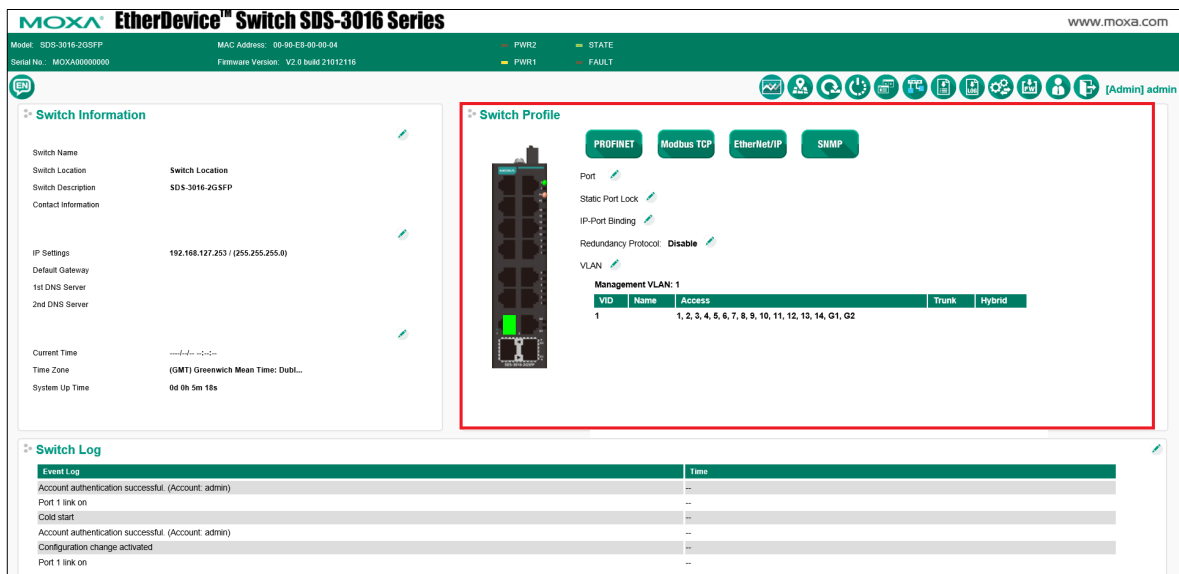 MOXA® EtherDevice™ Switch SDS-3016 Series
www.moxa.com
Model: SDS-3016-2GSFP MAC Address: 00-90-E8-00-00-04 PWR2 STATE
Serial No.: MOXA00000000 Firmware Version: V2.0 build 21012116 PWR1 FAULT
EN
LOG
FW
[Admin] admin
Switch Information
Switch Name
Switch Location Switch Location
Switch Description SDS-3016-2GSFP
Contact Information
IP Settings 192.168.127.253 / (255.255.255.0)
Default Gateway
1st DNS Server
2nd DNS Server
Current Time ----/--/-- --:--:--
Time Zone (GMT) Greenwich Mean Time: Dubl...
System Up Time 0d 0h 5m 18s
Switch Profile
PROFINET Modbus TCP EtherNet/IP SNMP
Port
Static Port Lock
IP-Port Binding
Redundancy Protocol: Disable
VLAN
Management VLAN: 1
VID Name Access Trunk Hybrid
1 1, 2, 3, 4, 5, 6, 7, 8, 9, 10, 11, 12, 13, 14, G1, G2
SDS-3016-2GSFP
Switch Log
Event Log Time
Account authentication successful. (Account: admin) --
Port 1 link on --
Cold start --
Account authentication successful. (Account: admin) --
Configuration change activated --
Port 1 link on --